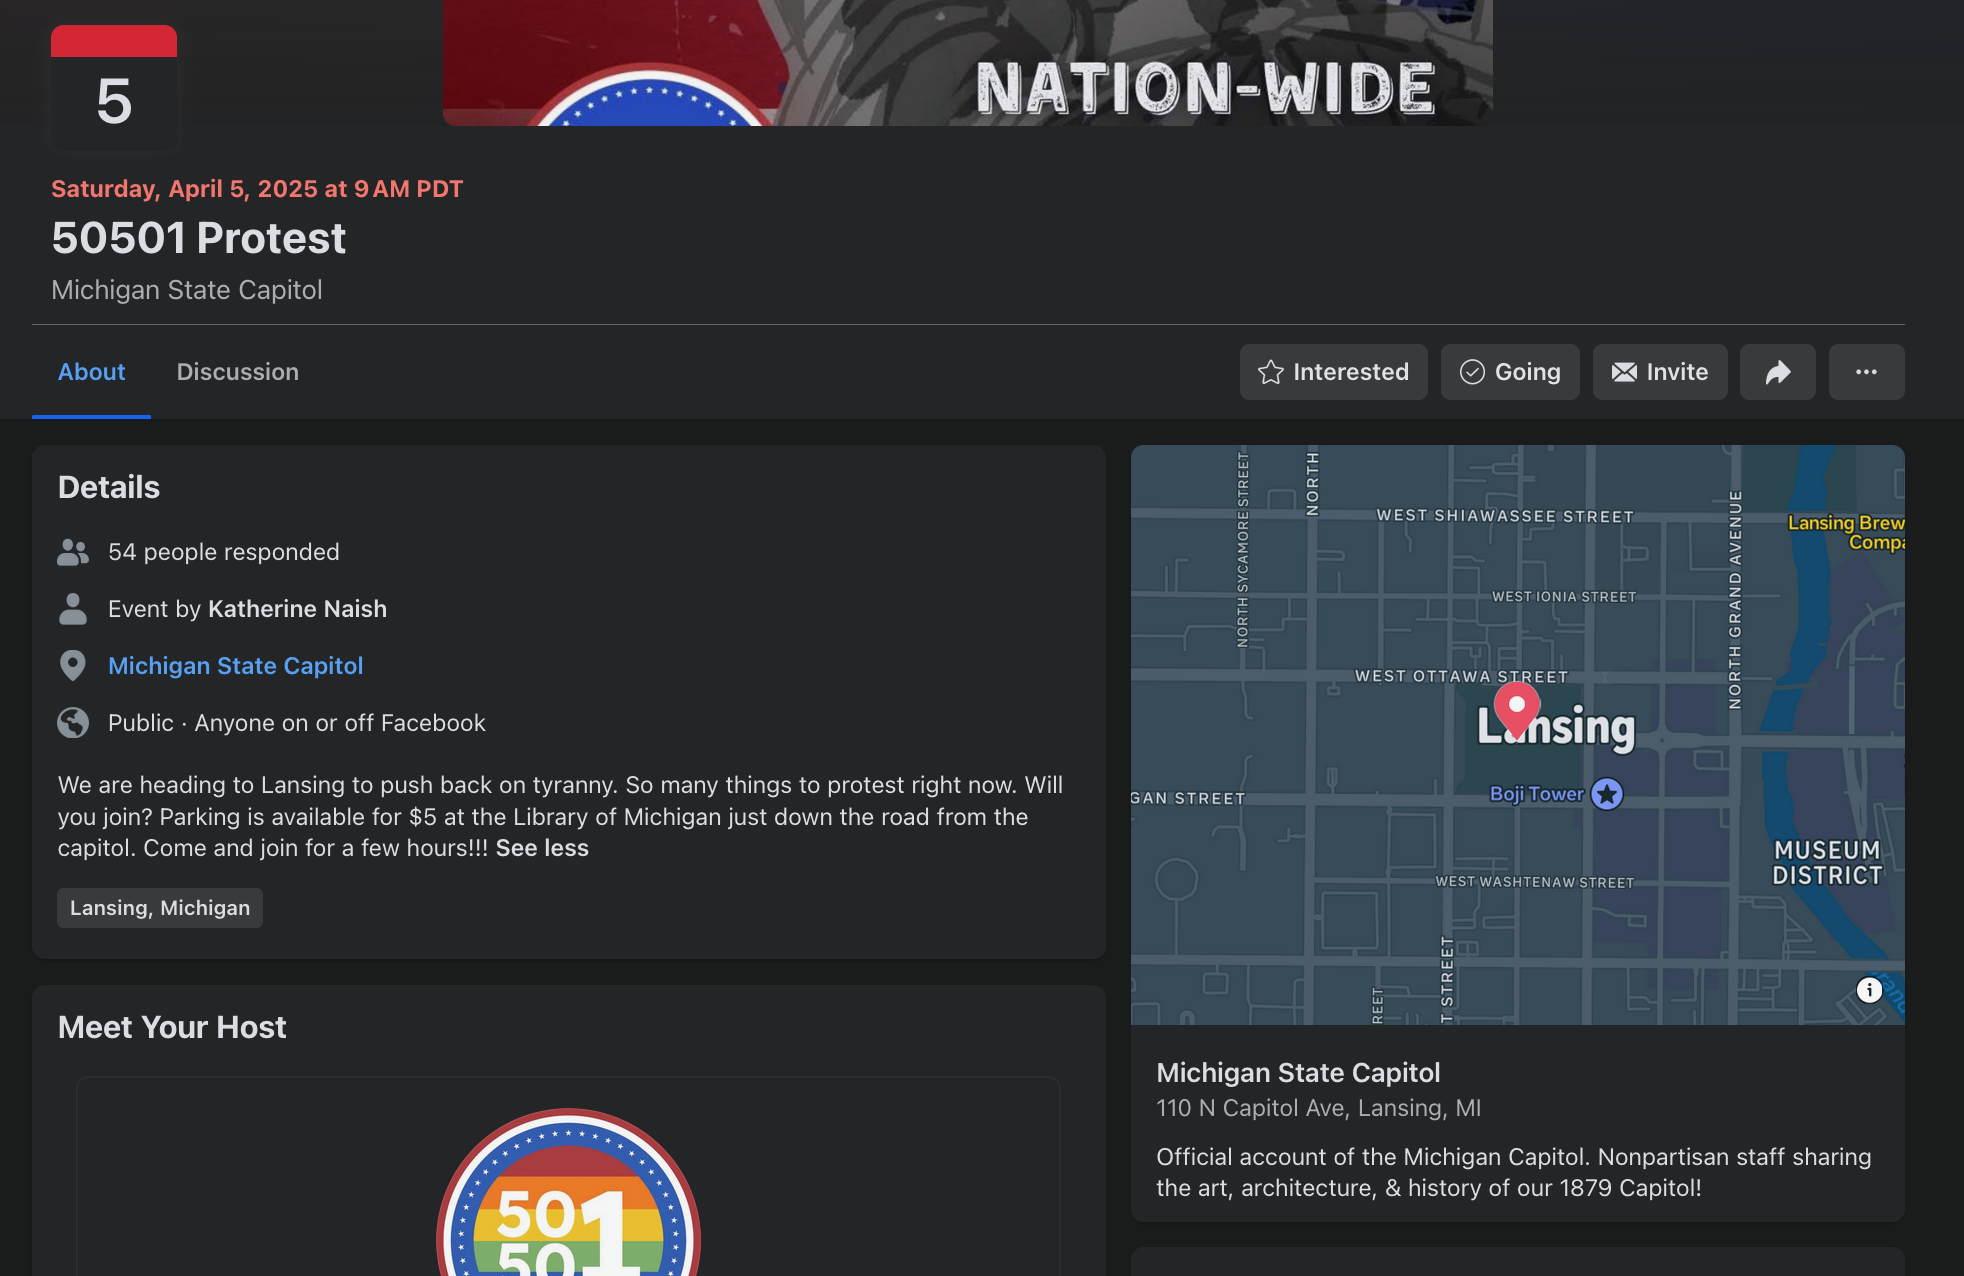 NATION-WIDE
5
Saturday, April 5, 2025 at 9 AM PDT
50501 Protest
Michigan State Capitol
About
Discussion
Interested
Going
Invite
Details
54 people responded
Event by Katherine Naish
Michigan State Capitol
Public · Anyone on or off Facebook
We are heading to Lansing to push back on tyranny. So many things to protest right now. Will
you join? Parking is available for $5 at the Library of Michigan just down the road from the
capitol. Come and join for a few hours!!! See less
Lansing, Michigan
Meet Your Host
50
50
1
NORTH SYCAMORE STREET
NORTH
WEST SHIAWASSEE STREET
NORTH GRAND AVENUE
Lansing Brew
Compa
WEST IONIA STREET
WEST OTTAWA STREET
Lansing
Boji Tower
GAN STREET
MUSEUM
DISTRICT
WEST WASHTENAW STREET
REET
T STREET
Michigan State Capitol
110 N Capitol Ave, Lansing, MI
Official account of the Michigan Capitol. Nonpartisan staff sharing
the art, architecture, & history of our 1879 Capitol!